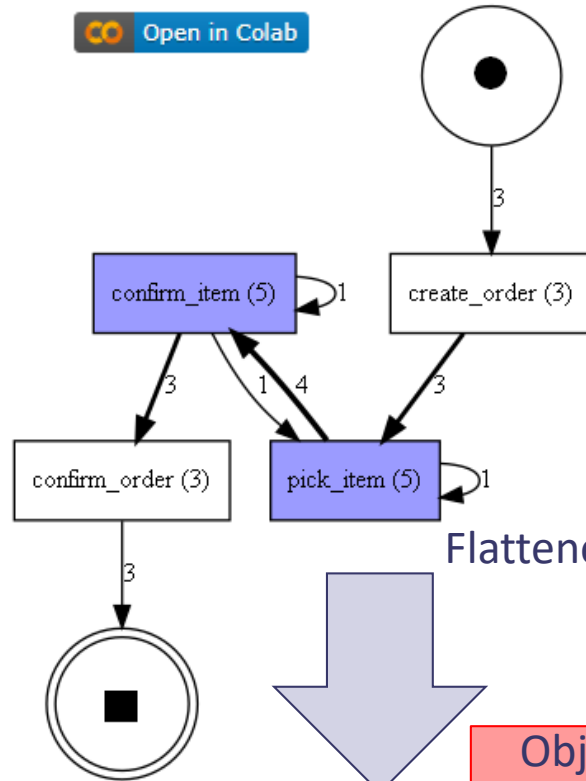 Open in Colab
3
confirm_item (5)
1
create_order (3)
3
1
4
3
confirm_order (3)
pick_item (5)
1
3